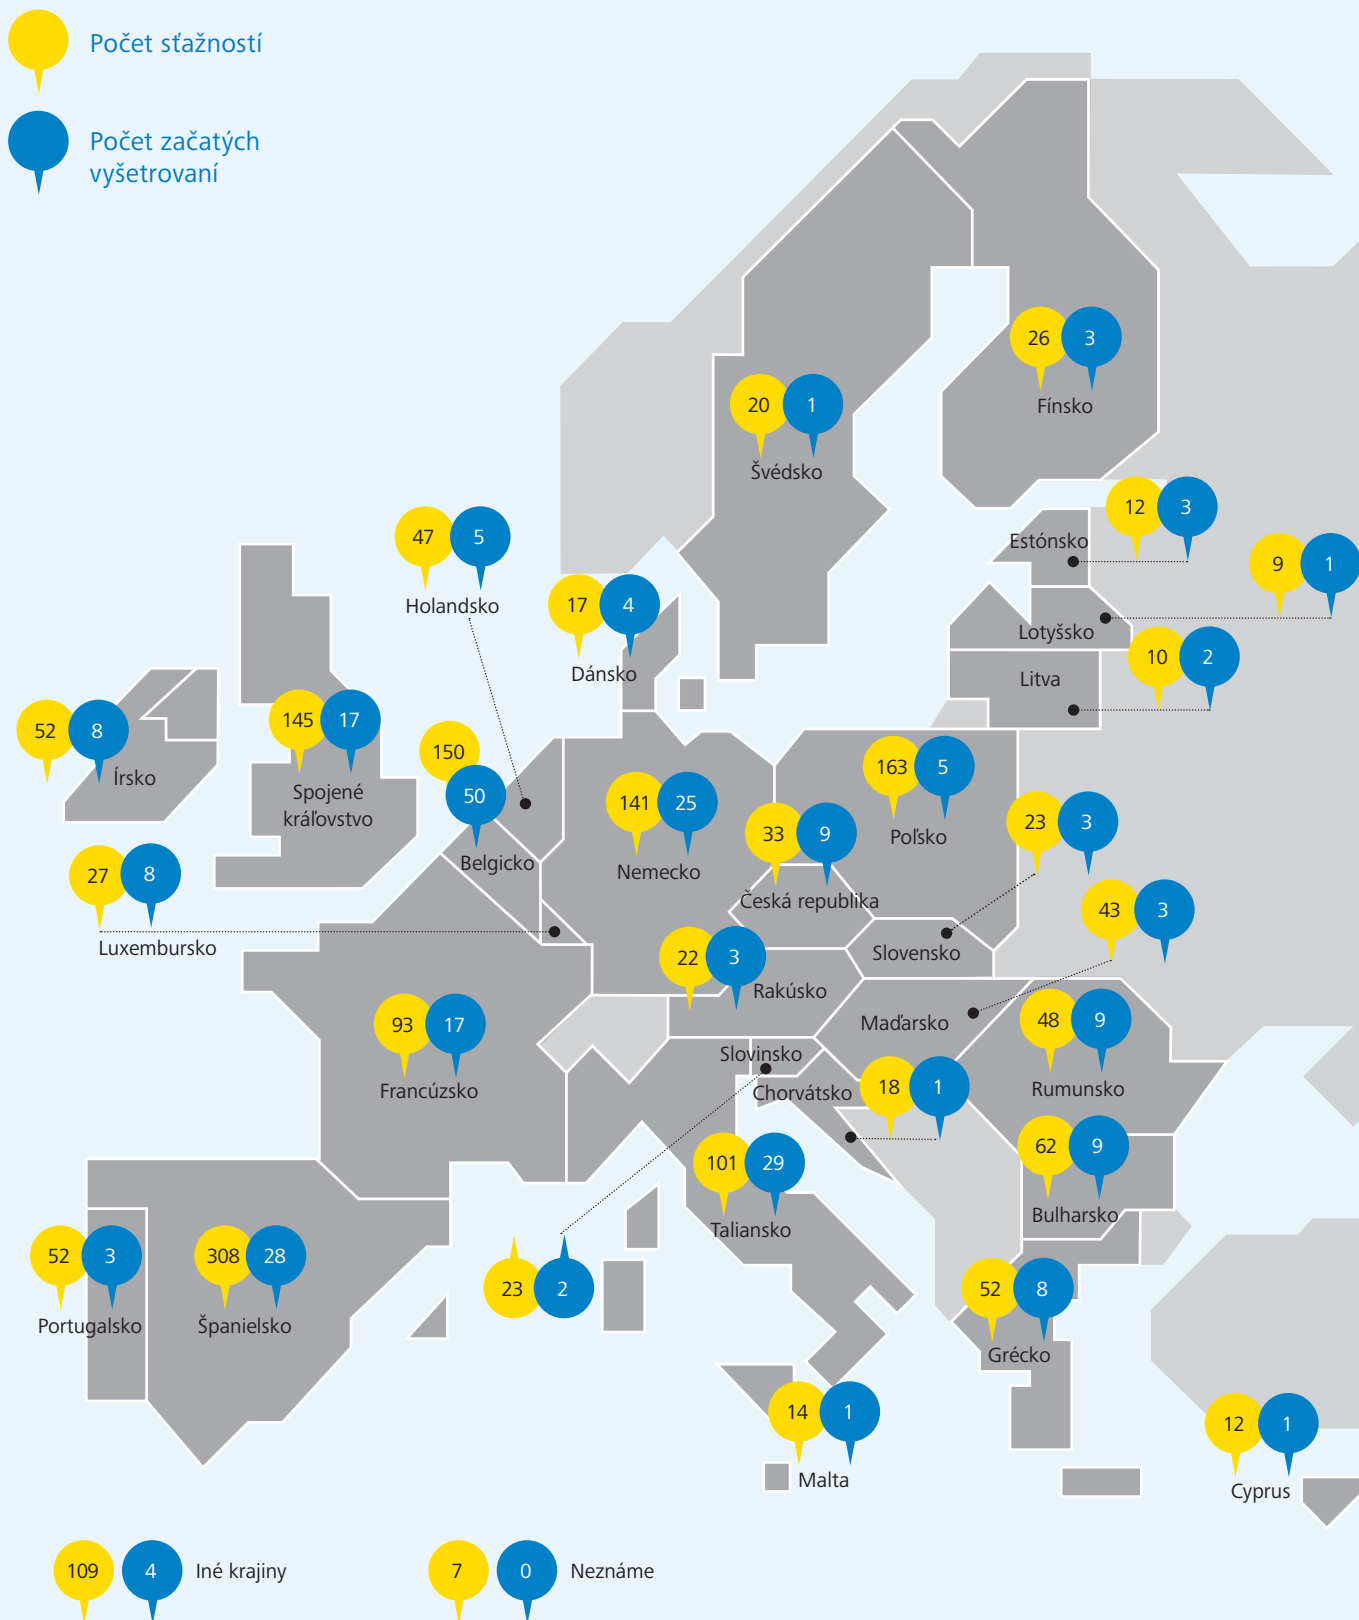 Počet sťažností
Počet začatých
vyšetrovaní
26 3
Fínsko
20 1
Švédsko
12 3
Estónsko
47 5
Holandsko
9 1
Lotyšsko
17 4
Dánsko
10 2
Litva
52 8
Írsko
145 17
Spojené
kráľovstvo
150
50
Belgicko
141 25
Nemecko
163 5
Poľsko
33 9
Česká republika
23 3
Slovensko
27 8
Luxembursko
43 3
Maďarsko
22 3
Rakúsko
93 17
Francúzsko
48 9
Rumunsko
Slovinsko
23 2
Chorvátsko
18 1
62 9
Bulharsko
101 29
Taliansko
52 3
Portugalsko
308 28
Španielsko
52 8
Grécko
14 1
Malta
12 1
Cyprus
109 4 Iné krajiny
7 0 Neznáme